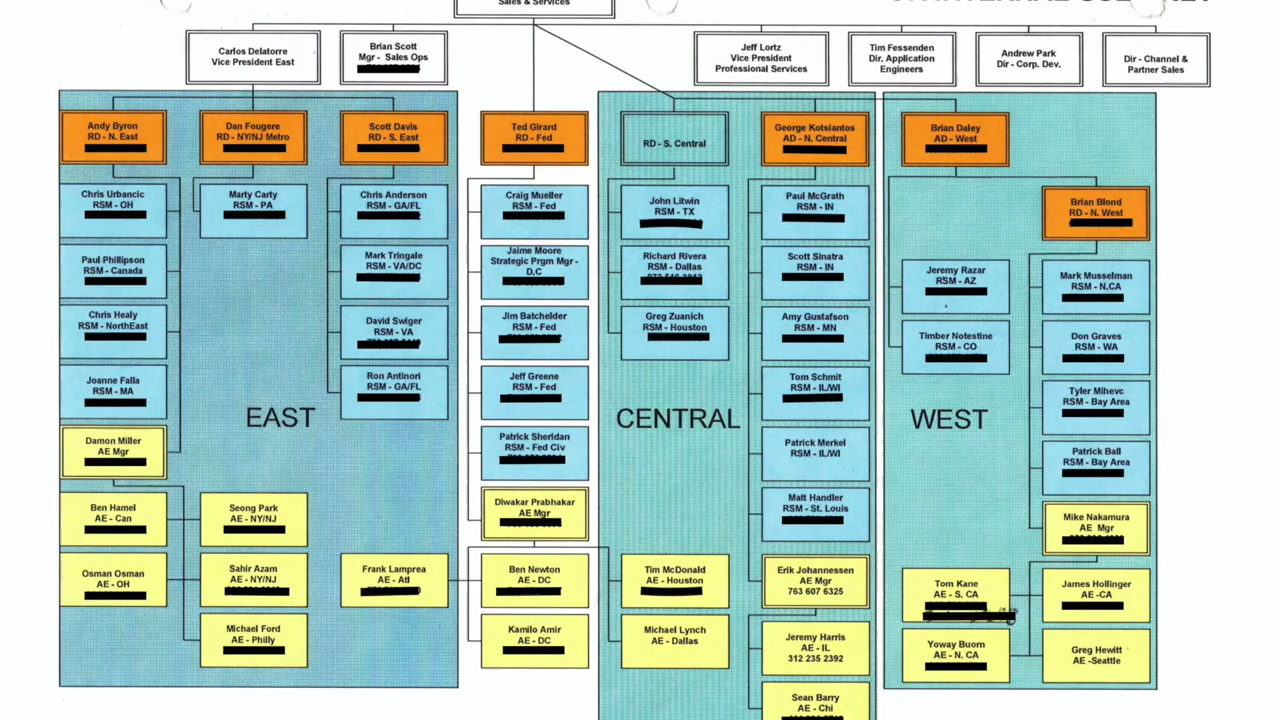 Sales & Services
Carlos Delatorre
Vice President East
Brian Scott
Mgr - Sales Ops
Jeff Lortz
Vice President
Professional Services
Tim Fessenden
Dir. Application
Engineers
Andrew Park
Dir - Corp. Dev.
Dir - Channel &
Partner Sales
Andy Byron
RD - N. East
Dan Fougere
RD - NY/NJ Metro
Scott Davis
RD - S. East
Ted Girard
RD - Fed
RD - S. Central
George Kotsiantos
AD - N. Central
Brian Daley
AD - West
Chris Urbancic
RSM - OH
Marty Carty
RSM - PA
Chris Anderson
RSM - GA/FL
Craig Mueller
RSM - Fed
John Litwin
RSM - TX
Paul McGrath
RSM - IN
Brian Blond
RD - N. West
Paul Phillipson
RSM - Canada
Mark Tringale
RSM - VA/DC
Jaime Moore
Strategic Prgm Mgr -
D.C
Richard Rivera
RSM - Dallas
Scott Sinatra
RSM - IN
Jeremy Razar
RSM - AZ
Mark Musselman
RSM - N,CA
Chris Healy
RSM - NorthEast
David Swiger
RSM - VA
Jim Batchelder
RSM - Fed
Greg Zuanich
RSM - Houston
Amy Gustafson
RSM - MN
Timber Notestine
RSM - CO
Don Graves
RSM - WA
Joanne Falla
RSM - MA
Ron Antinori
RSM - GA/FL
Jeff Greene
RSM - Fed
Tom Schmit
RSM - IL/WI
Tyler Mihevc
RSM - Bay Area
EAST
CENTRAL
WEST
Damon Miller
AE Mgr
Patrick Sheridan
RSM - Fed Civ
Patrick Merkel
RSM - IL/WI
Patrick Ball
RSM - Bay Area
Ben Hamel
AE - Can
Seong Park
AE - NY/NJ
Diwakar Prabhakar
AE Mgr
Matt Handler
RSM - St. Louis
Mike Nakamura
AE Mgr
Osman Osman
AE - OH
Sahir Azam
AE - NY/NJ
Frank Lamprea
AE - Atl
Ben Newton
AE - DC
Tim McDonald
AE - Houston
Erik Johannessen
AE Mgr
763 607 6325
Tom Kane
AE - S. CA
James Hollinger
AE -CA
Michael Ford
AE - Philly
Kamilo Amir
AE - DC
Michael Lynch
AE - Dallas
Jeremy Harris
AE - IL
312 235 2392
Yoway Buorn
AE - N. CA
Greg Hewitt
AE -Seattle
Sean Barry
AE - Chi